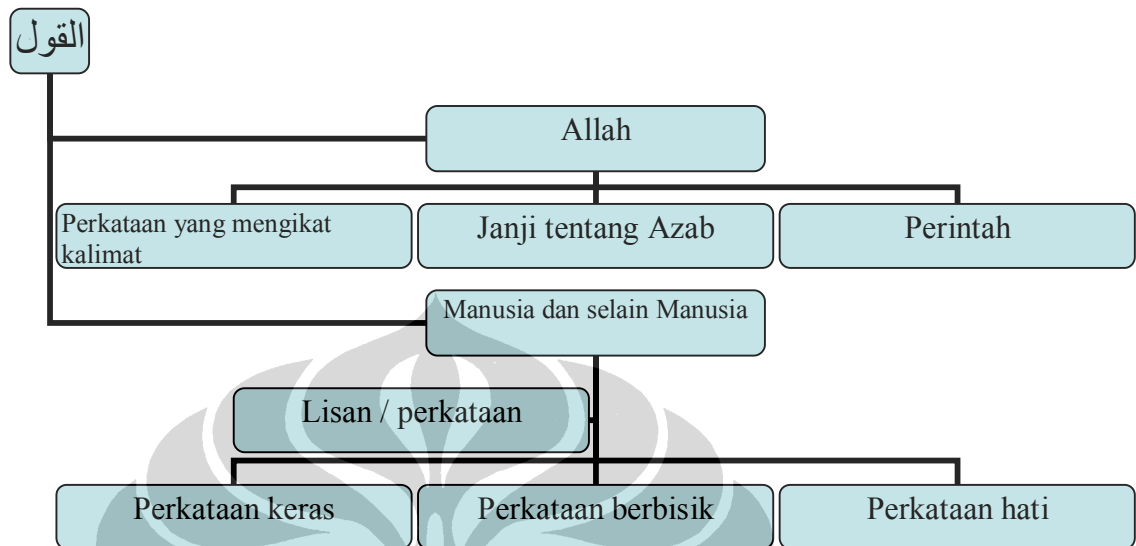 القول
Allah
Perkataan yang mengikat
kalimat
Janji tentang Azab
Perintah
Manusia dan selain Manusia
Lisan / perkataan
Perkataan keras
Perkataan berbisik
Perkataan hati